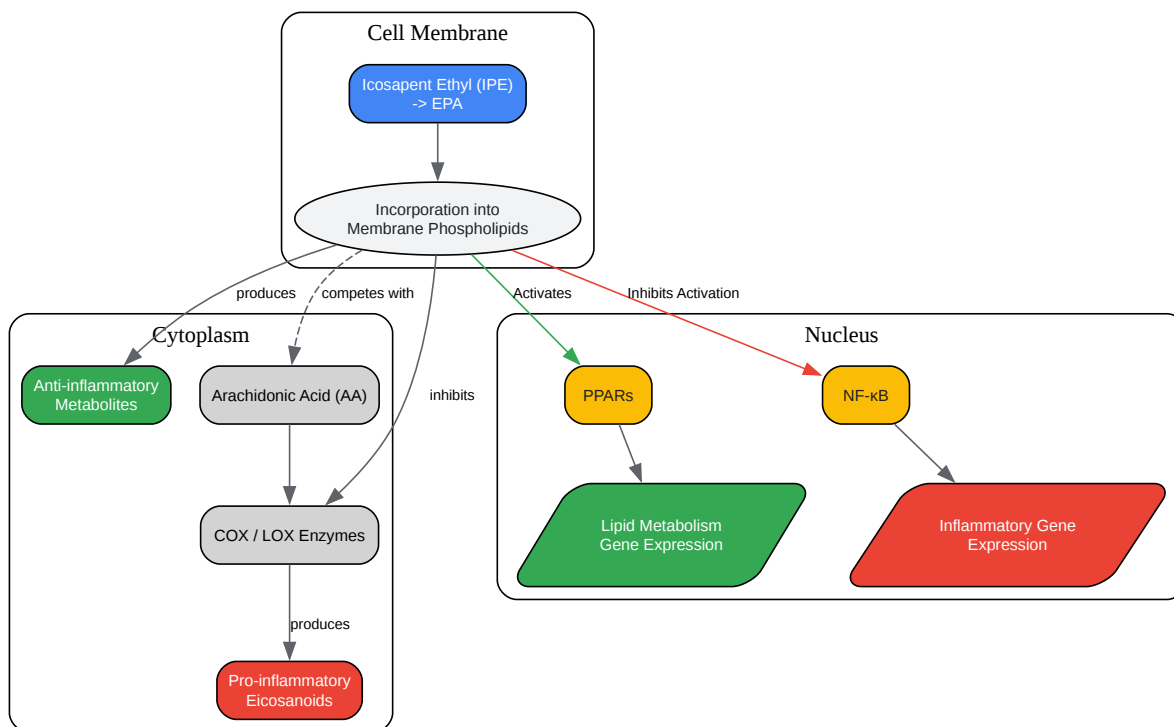 Cell Membrane
Icosapent Ethyl (IPE)
-> EPA
Incorporation into
Membrane Phospholipids
produces
competes with
Activates
Inhibits Activation
Cytoplasm
Nucleus
Anti-inflammatory
Metabolites
Arachidonic Acid (AA)
inhibits
PPARs
NF-κB
COX / LOX Enzymes
Lipid Metabolism
Gene Expression
Inflammatory Gene
Expression
produces
Pro-inflammatory
Eicosanoids